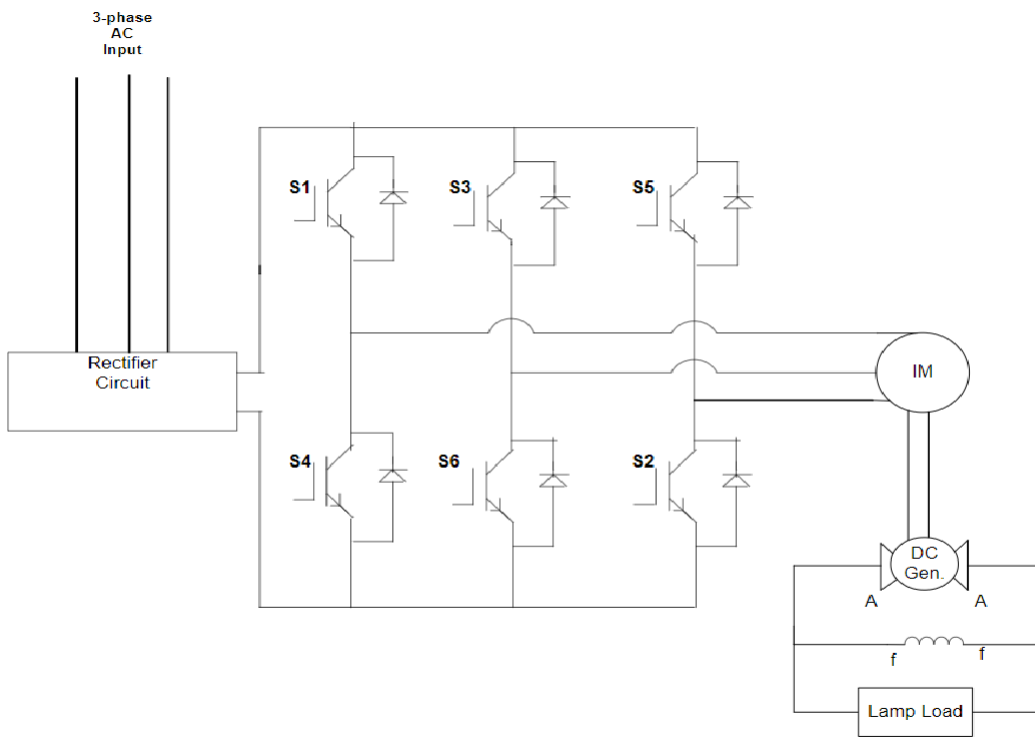 3-phase
AC
Input
S1
S3
S5
Rectifier
Circuit
IM
S4
S6
S2
DC
Gen.
A
A
f
f
Lamp Load